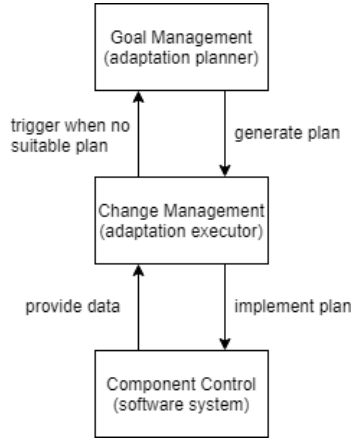 Goal Management
(adaptation planner)
trigger when no
suitable plan
generate plan
Change Management
(adaptation executor)
provide data
implement plan
Component Control
(software system)